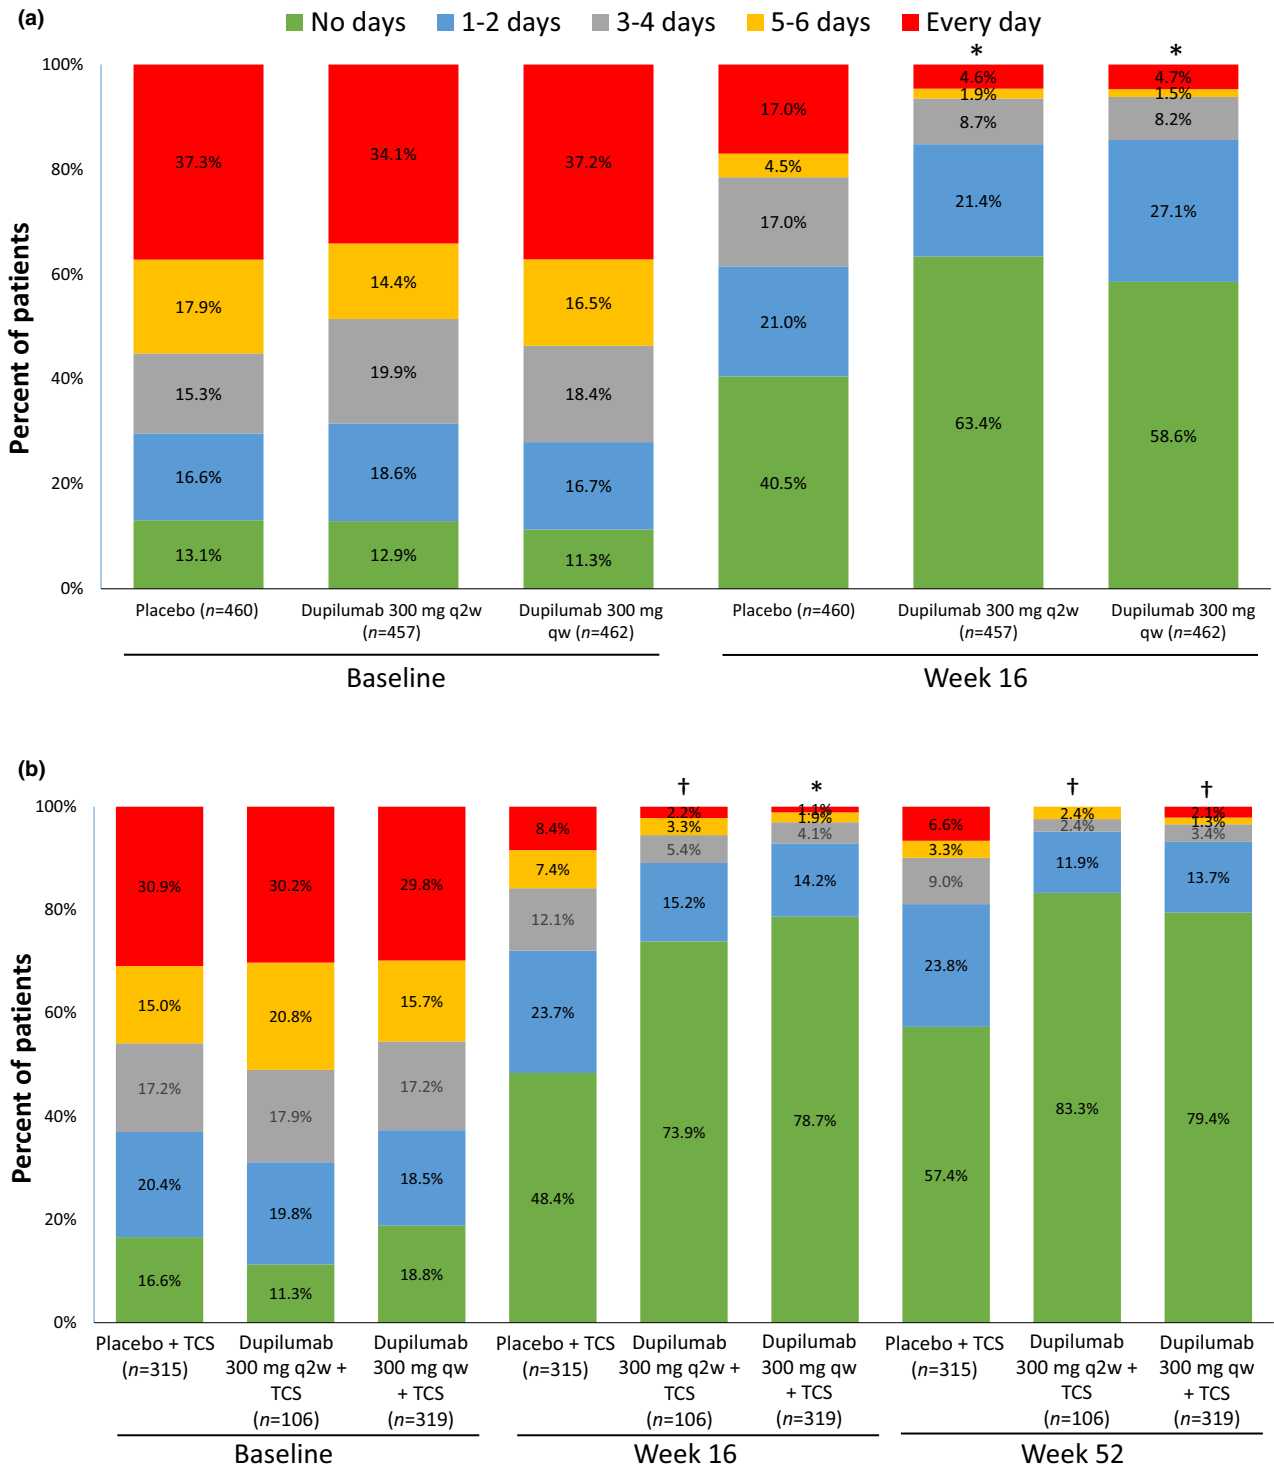 (a)
No days 1-2 days 3-4 days 5-6 days Every day
Percent of patients
100%
80%
60%
40%
20%
0%
37.3%
17.9%
15.3%
16.6%
13.1%
34.1%
14.4%
19.9%
18.6%
12.9%
37.2%
16.5%
18.4%
16.7%
11.3%
17.0%
4.5%
17.0%
21.0%
40.5%
*
4.6%
1.9%
8.7%
21.4%
63.4%
*
4.7%
1.5%
8.2%
27.1%
58.6%
Placebo (n=460)
Dupilumab 300 mg q2w
(n=457)
Dupilumab 300 mg
qw (n=462)
Placebo (n=460)
Dupilumab 300 mg q2w
(n=457)
Dupilumab 300 mg
qw (n=462)
Baseline
Week 16
(b)
Percent of patients
100%
80%
60%
40%
20%
0%
30.9%
15.0%
17.2%
20.4%
16.6%
30.2%
20.8%
17.9%
19.8%
11.3%
29.8%
15.7%
17.2%
18.5%
18.8%
8.4%
7.4%
12.1%
23.7%
48.4%
†
2.2%
3.3%
5.4%
15.2%
73.9%
*
1.1%
1.9%
4.1%
14.2%
78.7%
6.6%
3.3%
9.0%
23.8%
57.4%
†
2.4%
2.4%
11.9%
83.3%
†
2.1%
1.3%
3.4%
13.7%
79.4%
Placebo + TCS
(n=315)
Dupilumab
300 mg q2w +
TCS
(n=106)
Dupilumab
300 mg qw
+ TCS
(n=319)
Placebo + TCS
(n=315)
Dupilumab
300 mg q2w +
TCS
(n=106)
Dupilumab
300 mg qw
+ TCS
(n=319)
Placebo + TCS
(n=315)
Dupilumab
300 mg q2w +
TCS
(n=106)
Dupilumab
300 mg qw
+ TCS
(n=319)
Baseline
Week 16
Week 52